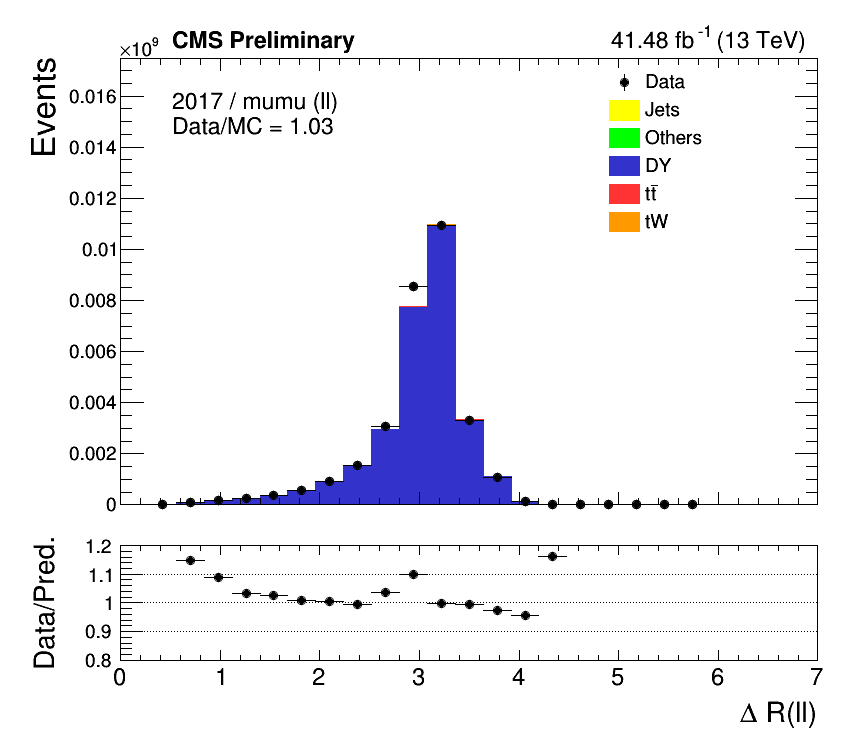 ×10⁹ CMS Preliminary 41.48 fb⁻¹ (13 TeV)
Events
2017 / mumu (ll)
Data/MC = 1.03
Data
Jets
Others
DY
tt̄
tW
0.016
0.014
0.012
0.01
0.008
0.006
0.004
0.002
0
Data/Pred.
1.2
1.1
1
0.9
0.8
0 1 2 3 4 5 6 7
Δ R(ll)